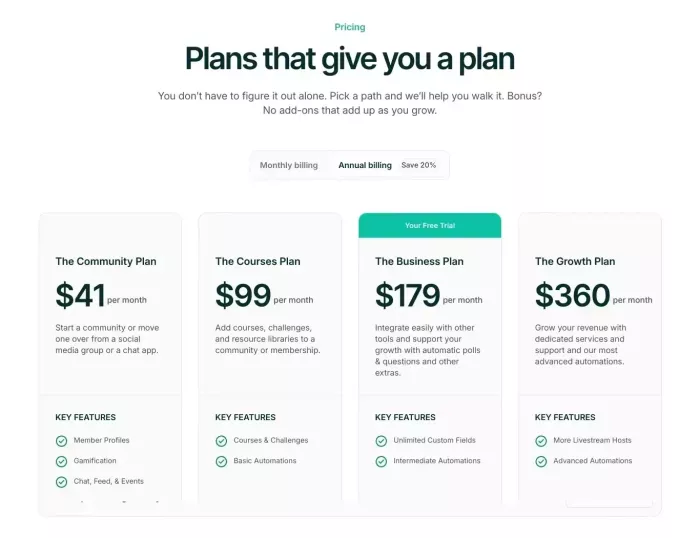 Pricing
Plans that give you a plan
You don't have to figure it out alone. Pick a path and we'll help you walk it. Bonus?
No add-ons that add up as you grow.
Monthly billing Annual billing Save 20%
The Community Plan
$41 per month
Start a community or move
one over from a social
media group or a chat app.
KEY FEATURES
Member Profiles
Gamification
Chat, Feed, & Events
The Courses Plan
$99 per month
Add courses, challenges,
and resource libraries to a
community or membership.
KEY FEATURES
Courses & Challenges
Basic Automations
Your Free Trial
The Business Plan
$179 per month
Integrate easily with other
tools and support your
growth with automatic polls
& questions and other
extras.
KEY FEATURES
Unlimited Custom Fields
Intermediate Automations
The Growth Plan
$360 per month
Grow your revenue with
dedicated services and
support and our most
advanced automations.
KEY FEATURES
More Livestream Hosts
Advanced Automations